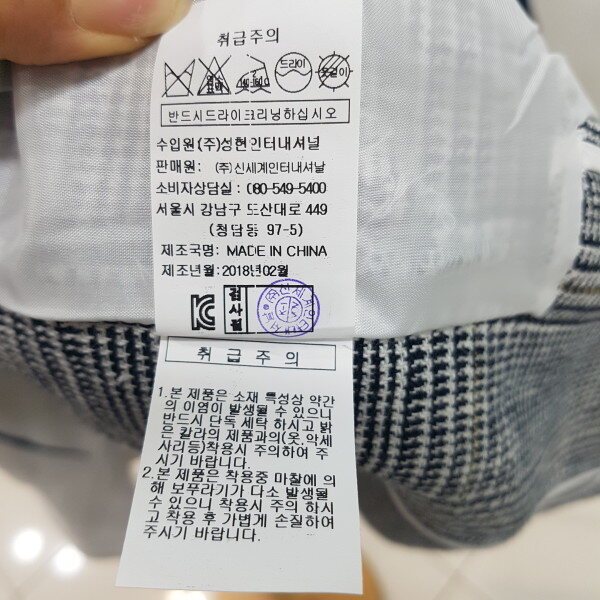 취급주의
드라이
옷걸이
140~160℃
반드시드라이크리닝하십시오
수입원(주)성현인터내셔널
판매원: (주)신세계인터내셔날
소비자상담실 : 080-549-5400
서울시 강남구 도산대로 449
(청담동 97-5)
제조국명: MADE IN CHINA
제조년월:2018년02월
검사필
취급주의
1.본 제품은 소재 특성상 약간
의 이염이 발생될 수 있으니
반드시 단독 세탁 하시고 밝
은 칼라의 제품과의(옷,악세
사리등)착용시 주의하여 주
시기 바랍니다.
2.본 제품은 착용중 마찰에 의
해 보푸라기가 다소 발생될
수 있으니 착용시 주의 하시
고 착용 후 가볍게 손질하여
주시기 바랍니다.